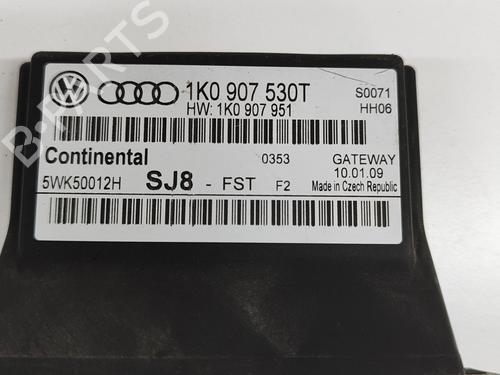 1K0 907 530T
S0071
HW: 1K0 907 951
HH06
Continental
0353
GATEWAY
10.01.09
5WK50012H
SJ8 - FST F2
Made in Czech Republic
B-PARTS